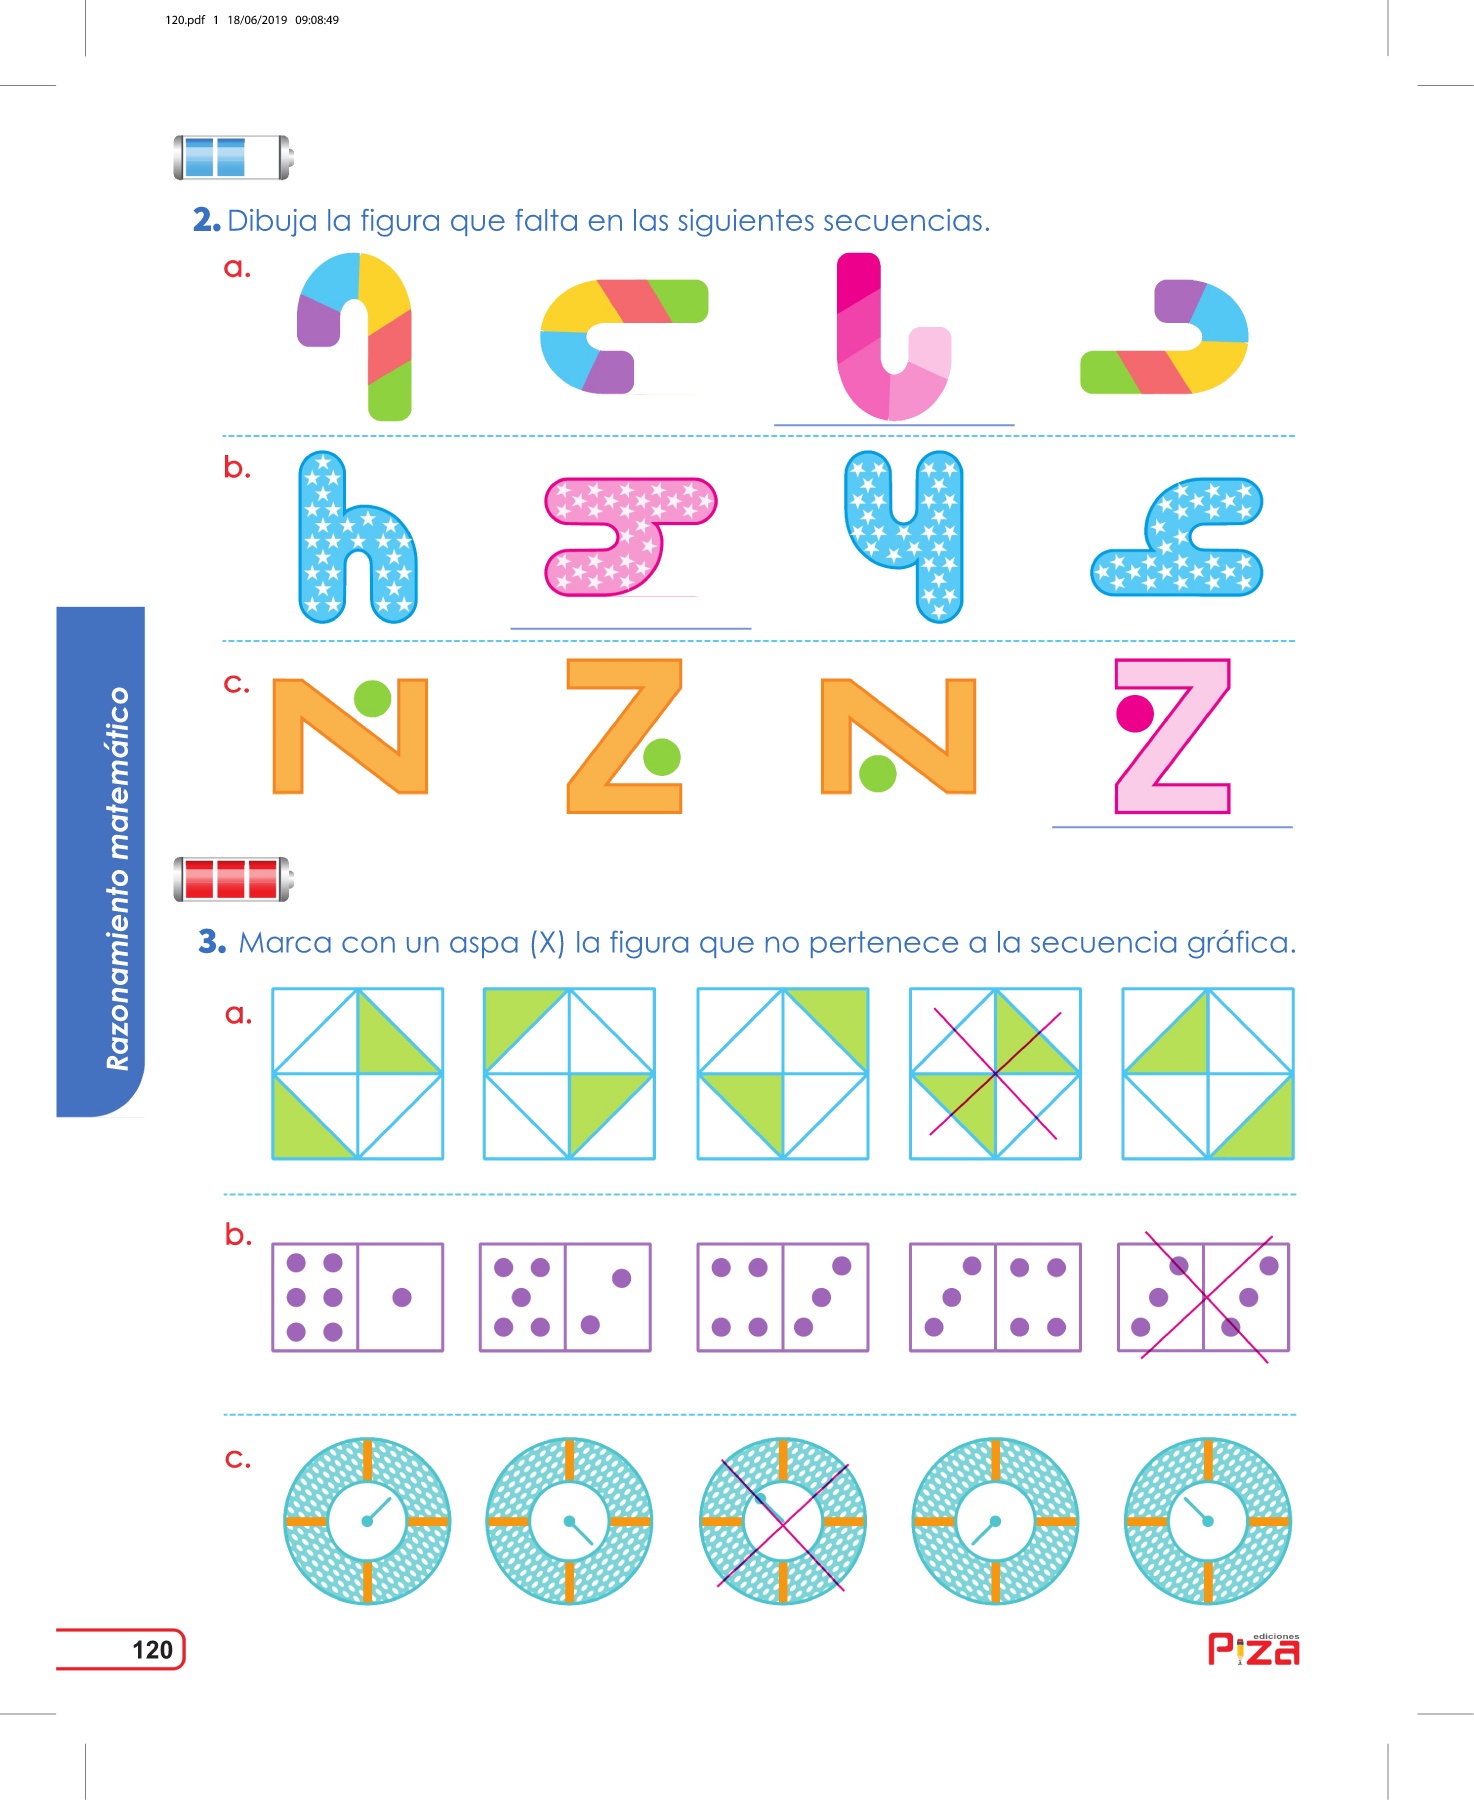 120.pdf 1 18/06/2019 09:08:49
2. Dibuja la figura que falta en las siguientes secuencias.
a.
b.
c.
Razonamiento matemático
3. Marca con un aspa (X) la figura que no pertenece a la secuencia gráfica.
a.
b.
c.
120
ediciones
Piza